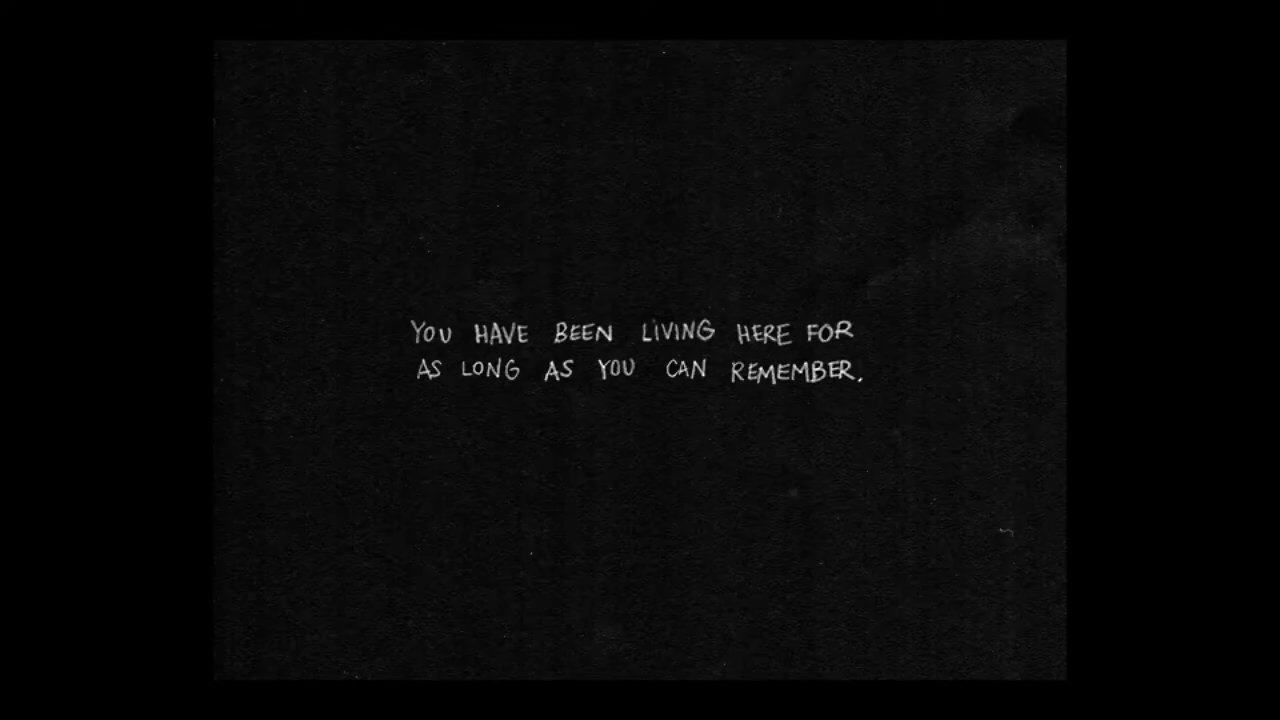 YOU HAVE BEEN LIVING HERE FOR
AS LONG AS YOU CAN REMEMBER.